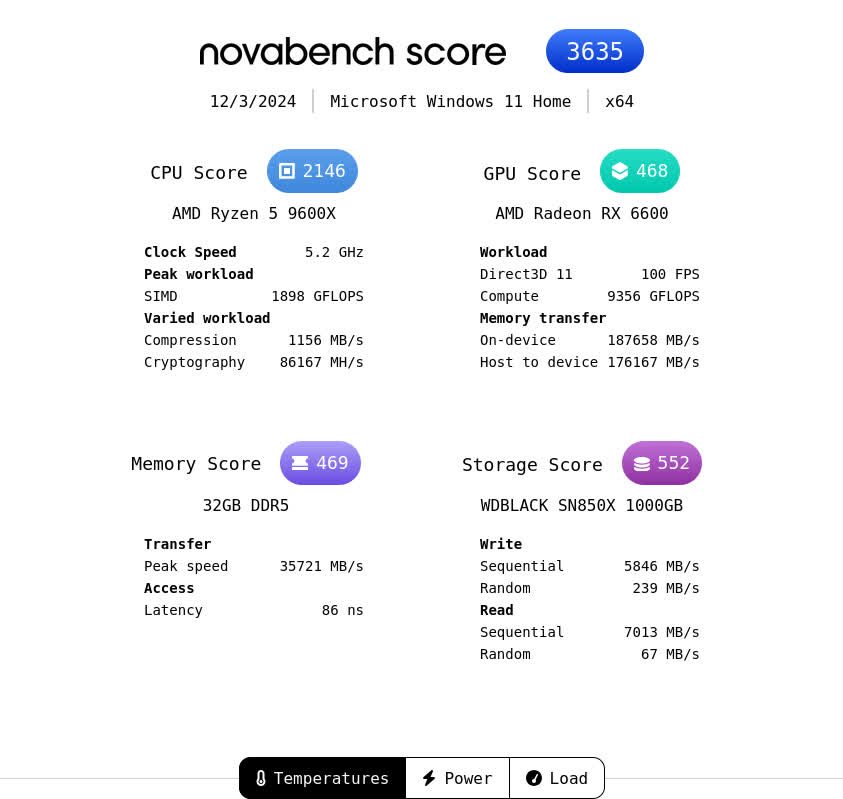 novabench score 3635
12/3/2024 Microsoft Windows 11 Home x64
CPU Score 2146
AMD Ryzen 5 9600X
Clock Speed 5.2 GHz
Peak workload
SIMD 1898 GFLOPS
Varied workload
Compression 1156 MB/s
Cryptography 86167 MH/s
GPU Score 468
AMD Radeon RX 6600
Workload
Direct3D 11 100 FPS
Compute 9356 GFLOPS
Memory transfer
On-device 187658 MB/s
Host to device 176167 MB/s
Memory Score 469
32GB DDR5
Transfer
Peak speed 35721 MB/s
Access
Latency 86 ns
Storage Score 552
WDBLACK SN850X 1000GB
Write
Sequential 5846 MB/s
Random 239 MB/s
Read
Sequential 7013 MB/s
Random 67 MB/s
Temperatures Power Load